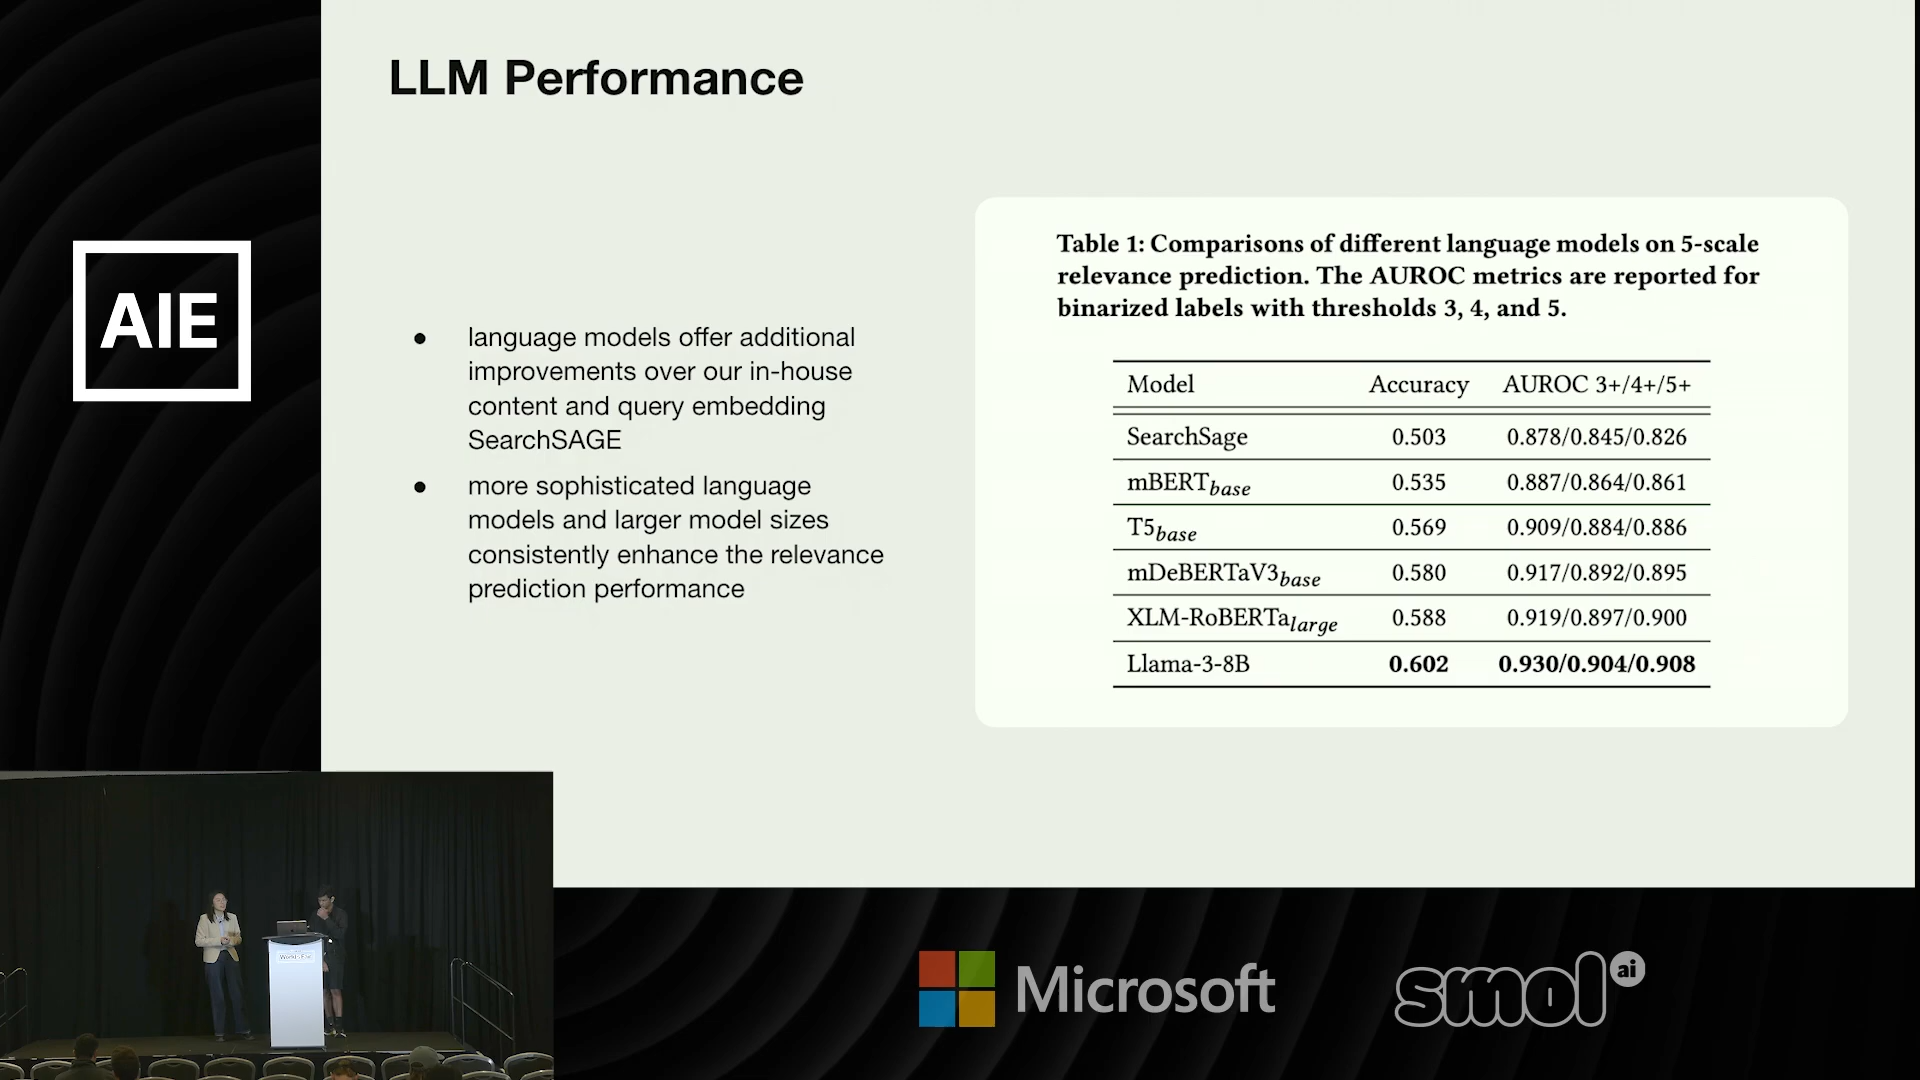 LLM Performance
AIE
● language models offer additional
improvements over our in-house
content and query embedding
SearchSAGE
● more sophisticated language
models and larger model sizes
consistently enhance the relevance
prediction performance
Table 1: Comparisons of different language models on 5-scale
relevance prediction. The AUROC metrics are reported for
binarized labels with thresholds 3, 4, and 5.
Model Accuracy AUROC 3+/4+/5+
SearchSage 0.503 0.878/0.845/0.826
mBERTbase 0.535 0.887/0.864/0.861
T5base 0.569 0.909/0.884/0.886
mDeBERTaV3base 0.580 0.917/0.892/0.895
XLM-RoBERTalarge 0.588 0.919/0.897/0.900
Llama-3-8B 0.602 0.930/0.904/0.908
Microsoft
smol ai